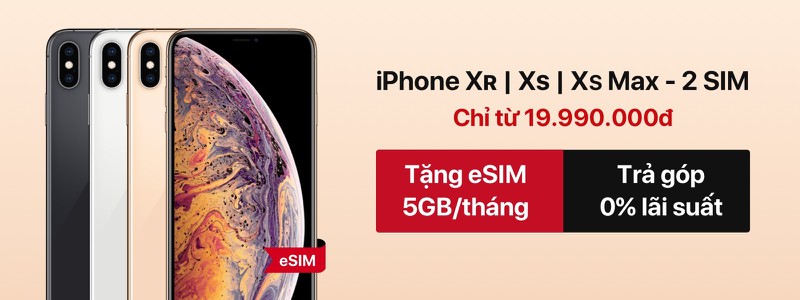 iPhone XR | XS | XS Max - 2 SIM
Chỉ từ 19.990.000đ
Tặng eSIM
5GB/tháng
Trả góp
0% lãi suất
eSIM